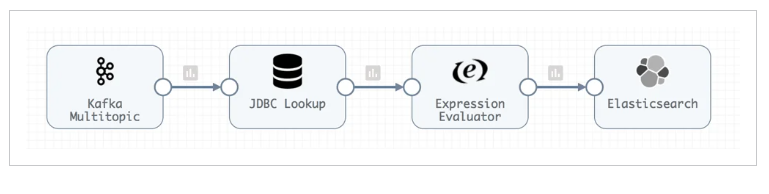 Kafka
Multitopic
JDBC Lookup
Expression
Evaluator
Elasticsearch